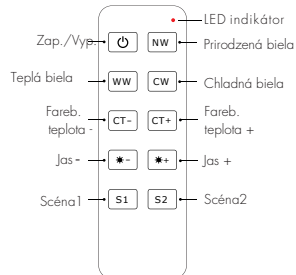 LED indikátor
Zap./Vyp.
NW
Prirodzená biela
Teplá biela
WW
CW
Chladná biela
Fareb.
teplota -
CT-
CT+
Fareb.
teplota +
Jas -
-
+
Jas +
Scéna1
S1
S2
Scéna2